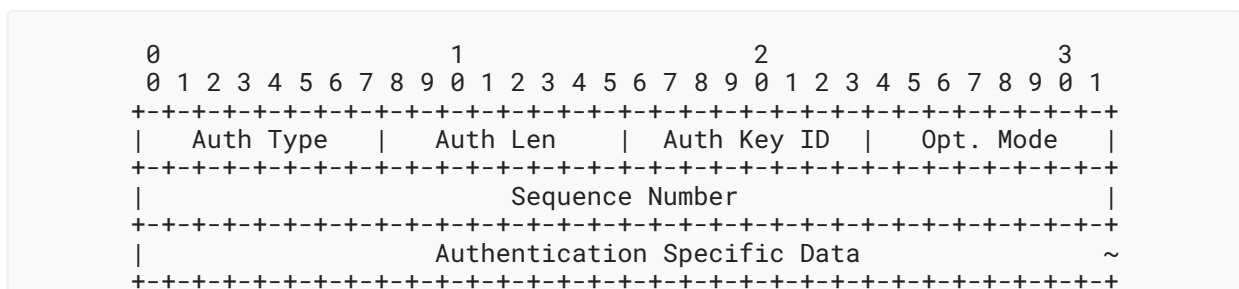 0                   1                   2                   3
 0 1 2 3 4 5 6 7 8 9 0 1 2 3 4 5 6 7 8 9 0 1 2 3 4 5 6 7 8 9 0 1
+-+-+-+-+-+-+-+-+-+-+-+-+-+-+-+-+-+-+-+-+-+-+-+-+-+-+-+-+-+-+-+-+
|   Auth Type   |   Auth Len    |  Auth Key ID  |   Opt. Mode   |
+-+-+-+-+-+-+-+-+-+-+-+-+-+-+-+-+-+-+-+-+-+-+-+-+-+-+-+-+-+-+-+-+
|                        Sequence Number                        |
+-+-+-+-+-+-+-+-+-+-+-+-+-+-+-+-+-+-+-+-+-+-+-+-+-+-+-+-+-+-+-+-+
|                   Authentication Specific Data                ~
+-+-+-+-+-+-+-+-+-+-+-+-+-+-+-+-+-+-+-+-+-+-+-+-+-+-+-+-+-+-+-+-+